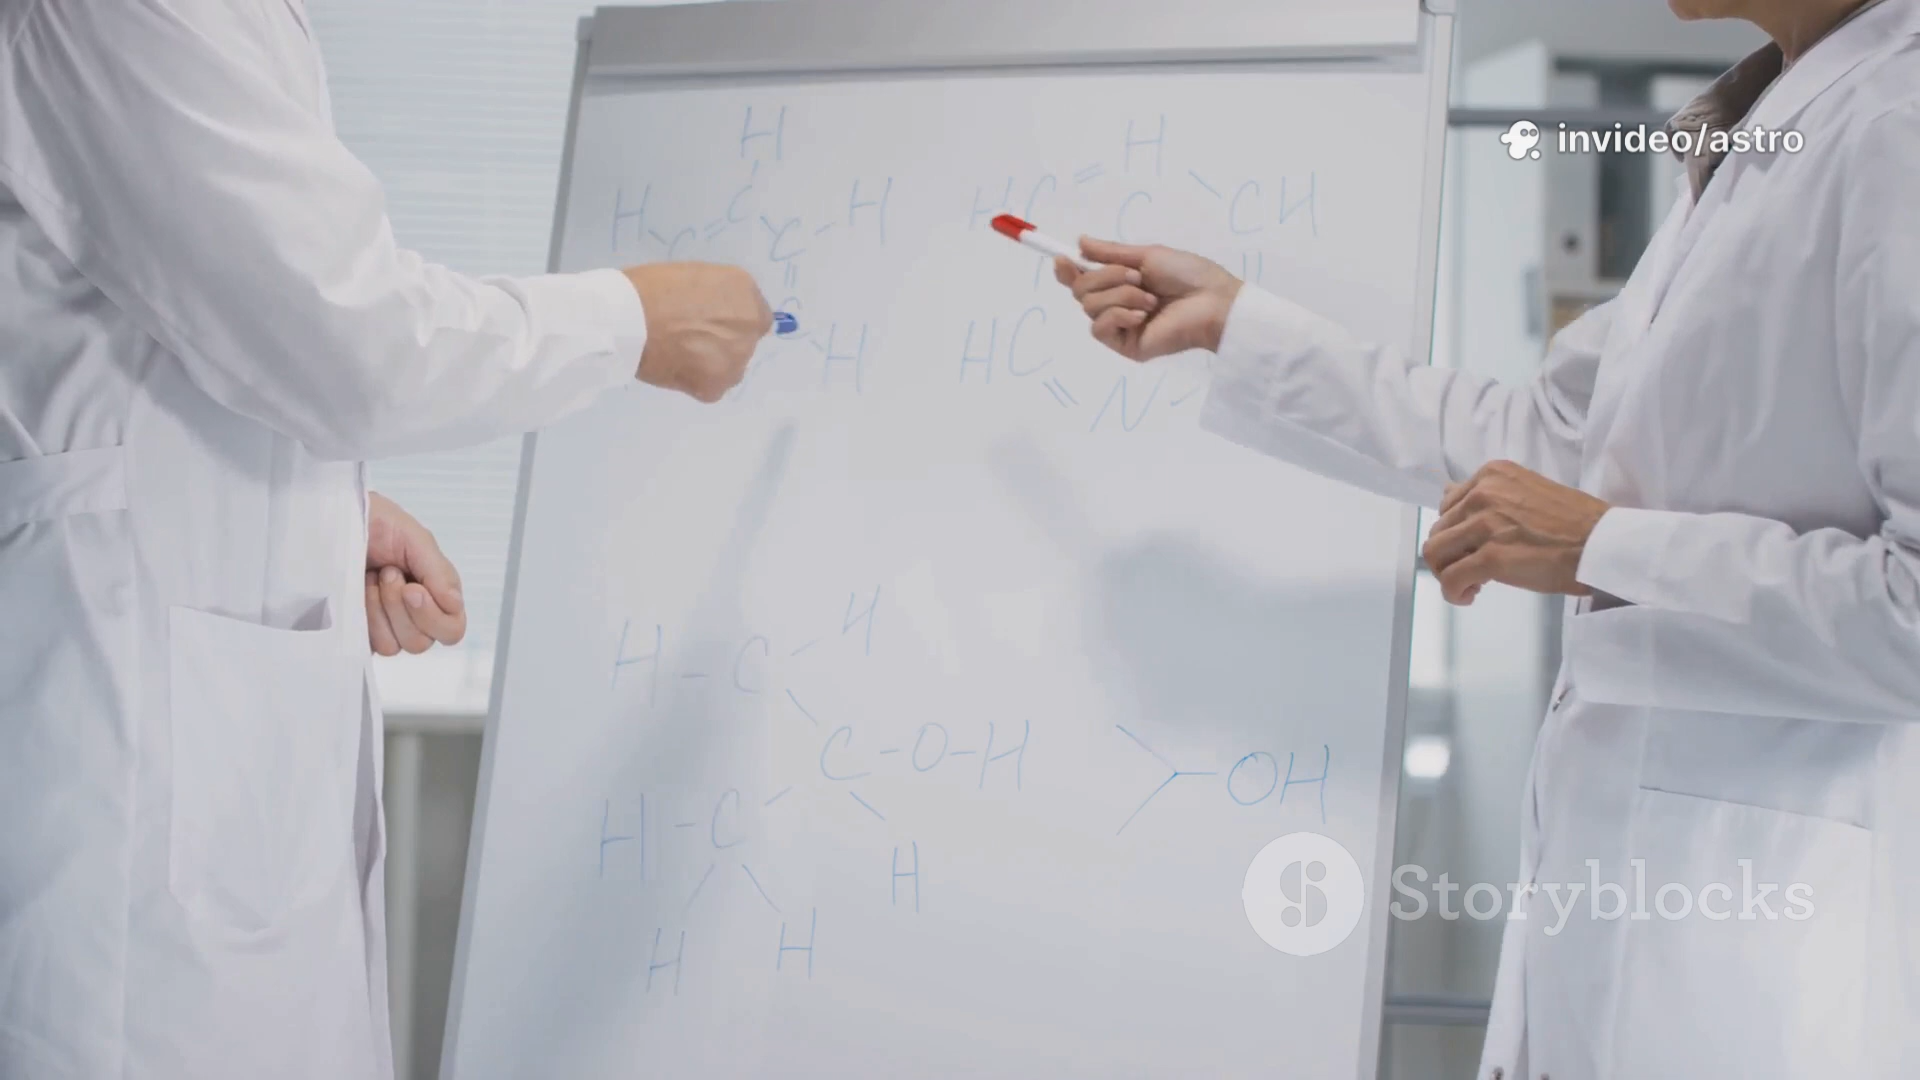 invideo/astro
H H
H C C H HC C CH
C H HC N
H C H
C O H
OH
H C
H
H H
Storyblocks